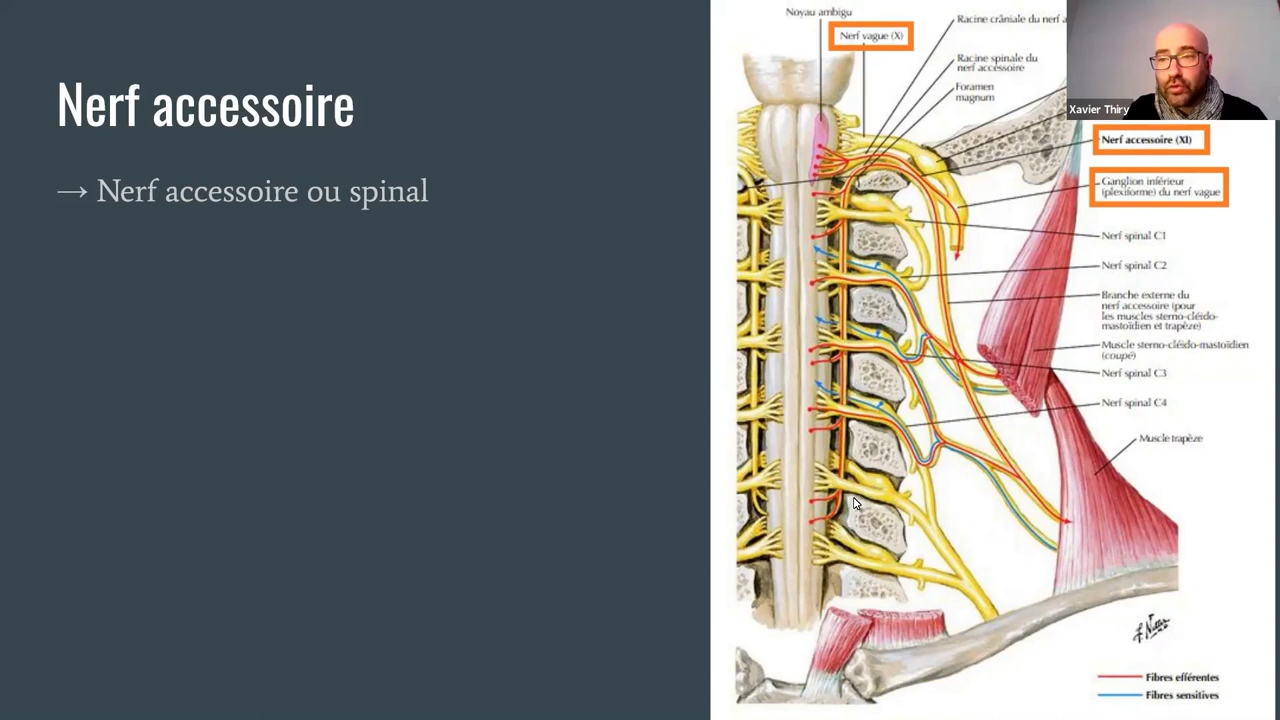 Nerf accessoire
→ Nerf accessoire ou spinal
Noyau ambigu
Nerf vague (X)
Racine crâniale du nerf a
Racine spinale du
nerf accessoire
Foramen
magnum
Xavier Thiry
Nerf accessoire (XI)
Ganglion inférieur
(plexiforme) du nerf vague
Nerf spinal C1
Nerf spinal C2
Branche externe du
nerf accessoire (pour
les muscles sterno-cléido-
mastoïdien et trapèze)
Muscle sterno-cléido-mastoïdien
(coupé)
Nerf spinal C3
Nerf spinal C4
Muscle trapèze
Fibres efférentes
Fibres sensitives